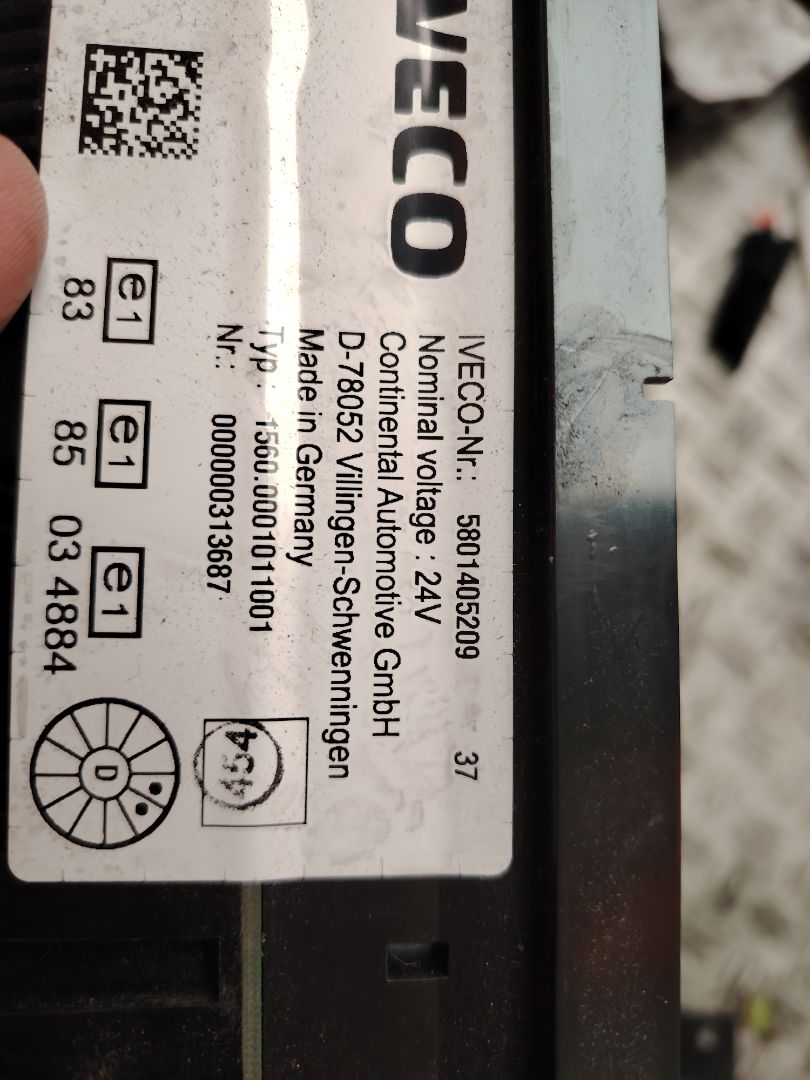 IVECO
IVECO-Nr.: 5801405209 37
Nominal voltage : 24V
Continental Automotive GmbH
D-78052 Villingen-Schwenningen
Made in Germany
Typ : 1560.0001011001
Nr.: 000000313687
454
e1 e1 e1
83 85 03 4884
D